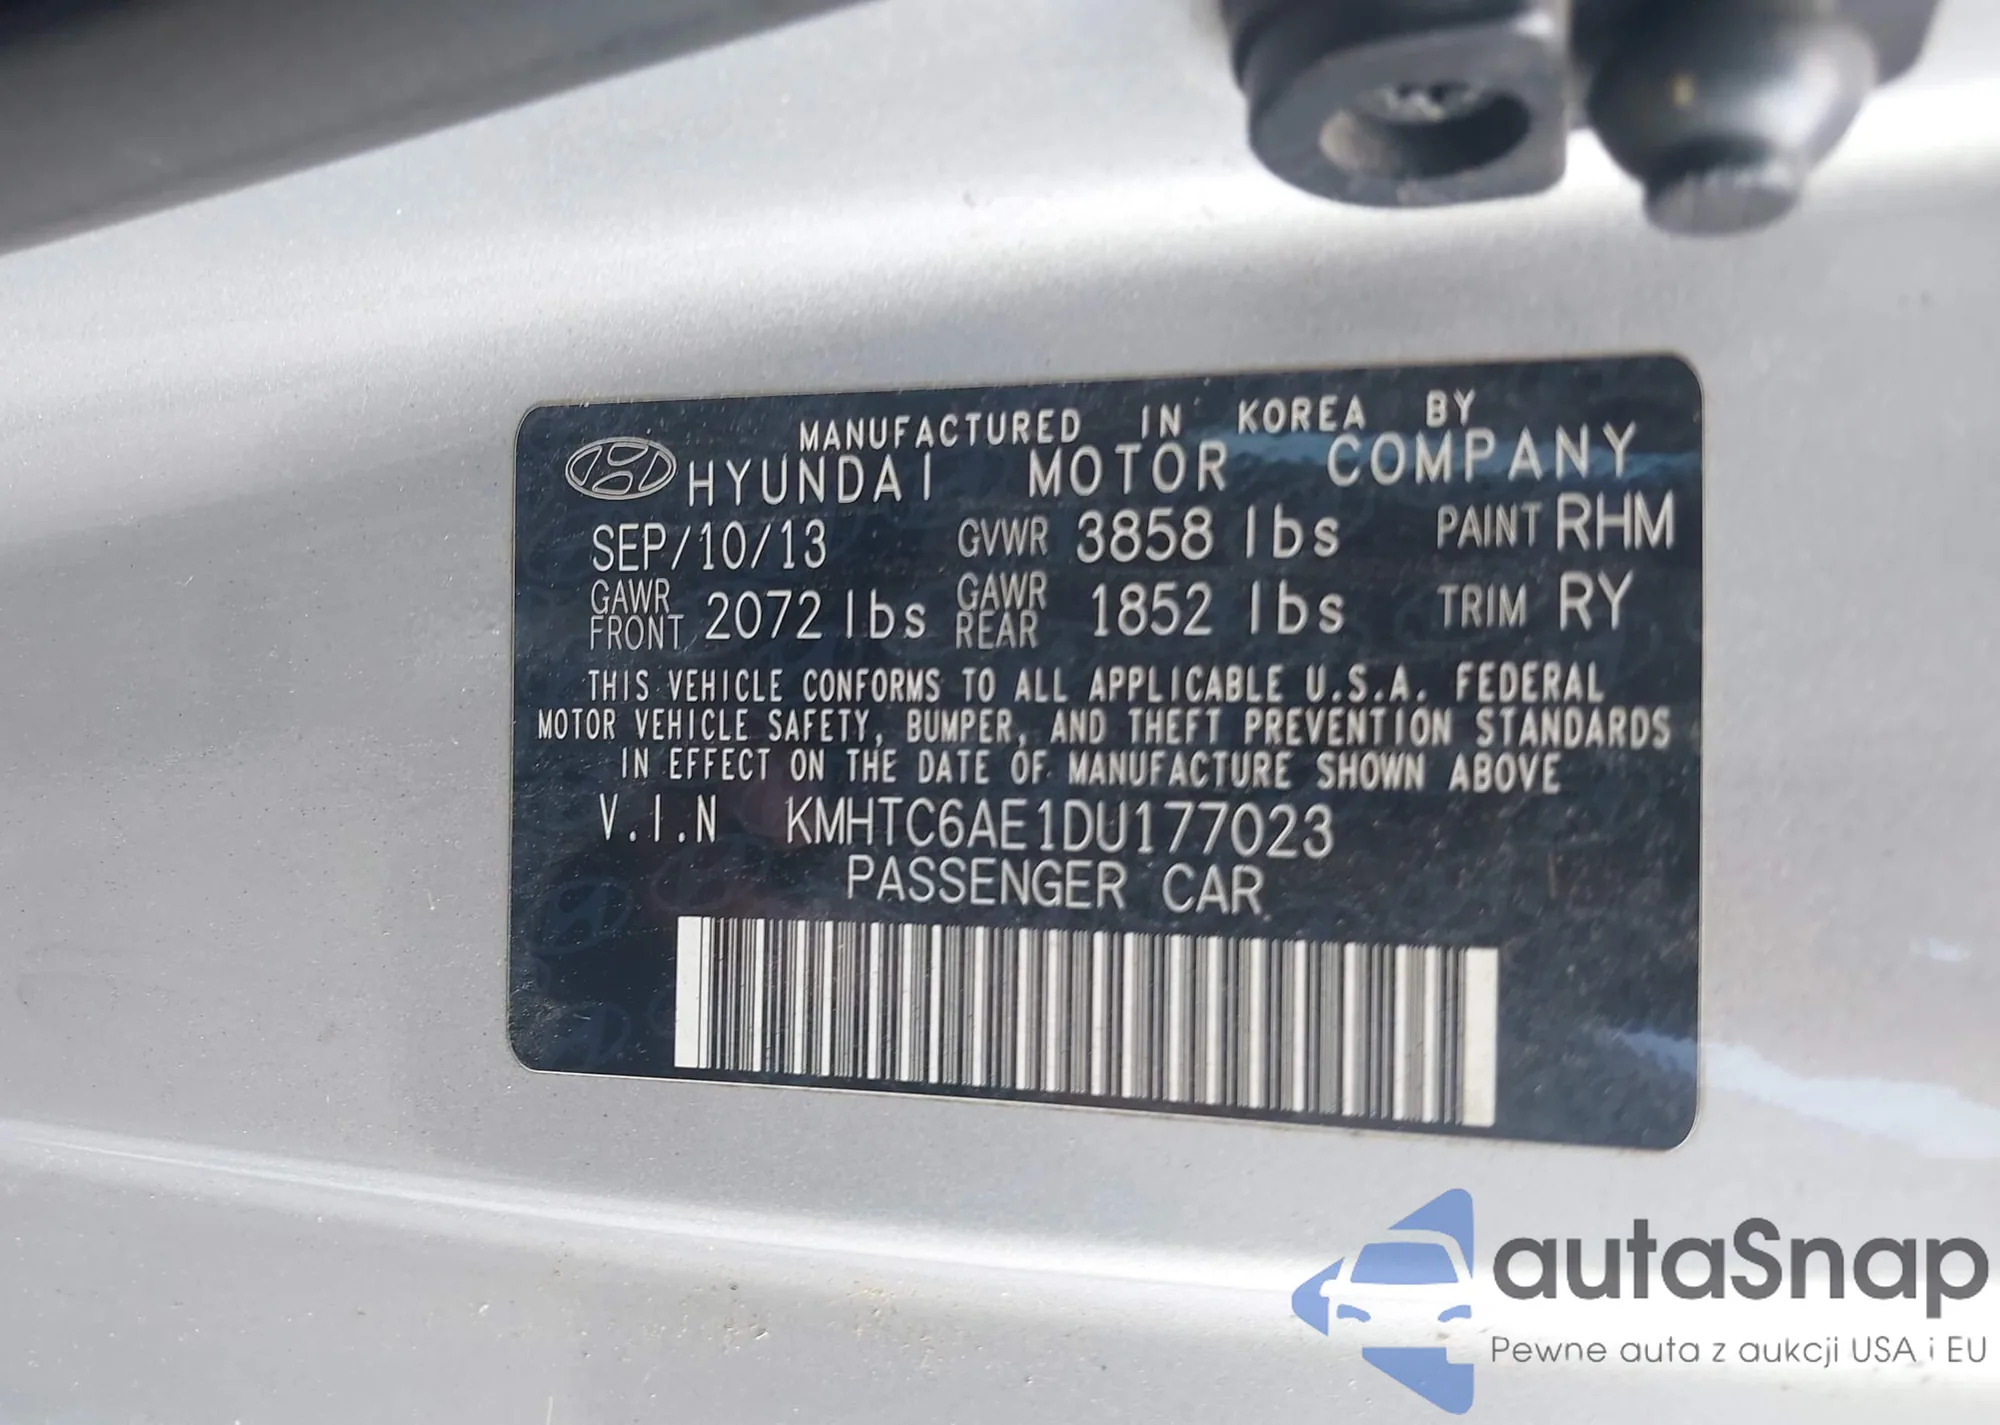 MANUFACTURED IN KOREA BY
HYUNDAI MOTOR COMPANY
SEP/10/13 GVWR 3858 lbs PAINT RHM
GAWR FRONT 2072 lbs GAWR REAR 1852 lbs TRIM RY
THIS VEHICLE CONFORMS TO ALL APPLICABLE U.S.A. FEDERAL
MOTOR VEHICLE SAFETY, BUMPER, AND THEFT PREVENTION STANDARDS
IN EFFECT ON THE DATE OF MANUFACTURE SHOWN ABOVE
V.I.N KMHTC6AE1DU177023
PASSENGER CAR
autaSnap
Pewne auta z aukcji USA i EU